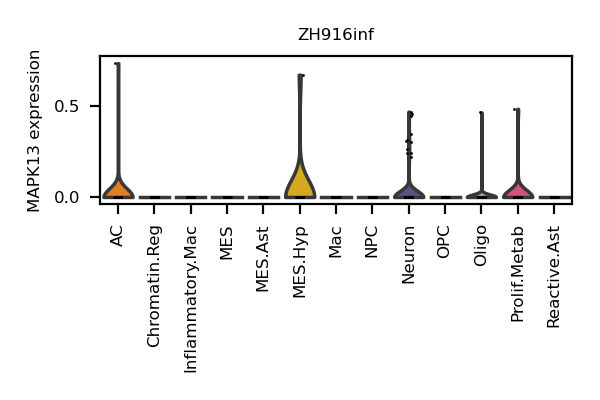 ZH916inf
MAPK13 expression
0.5
0.0
AC
Chromatin.Reg
Inflammatory.Mac
MES
MES.Ast
MES.Hyp
Mac
NPC
Neuron
OPC
Oligo
Prolif.Metab
Reactive.Ast